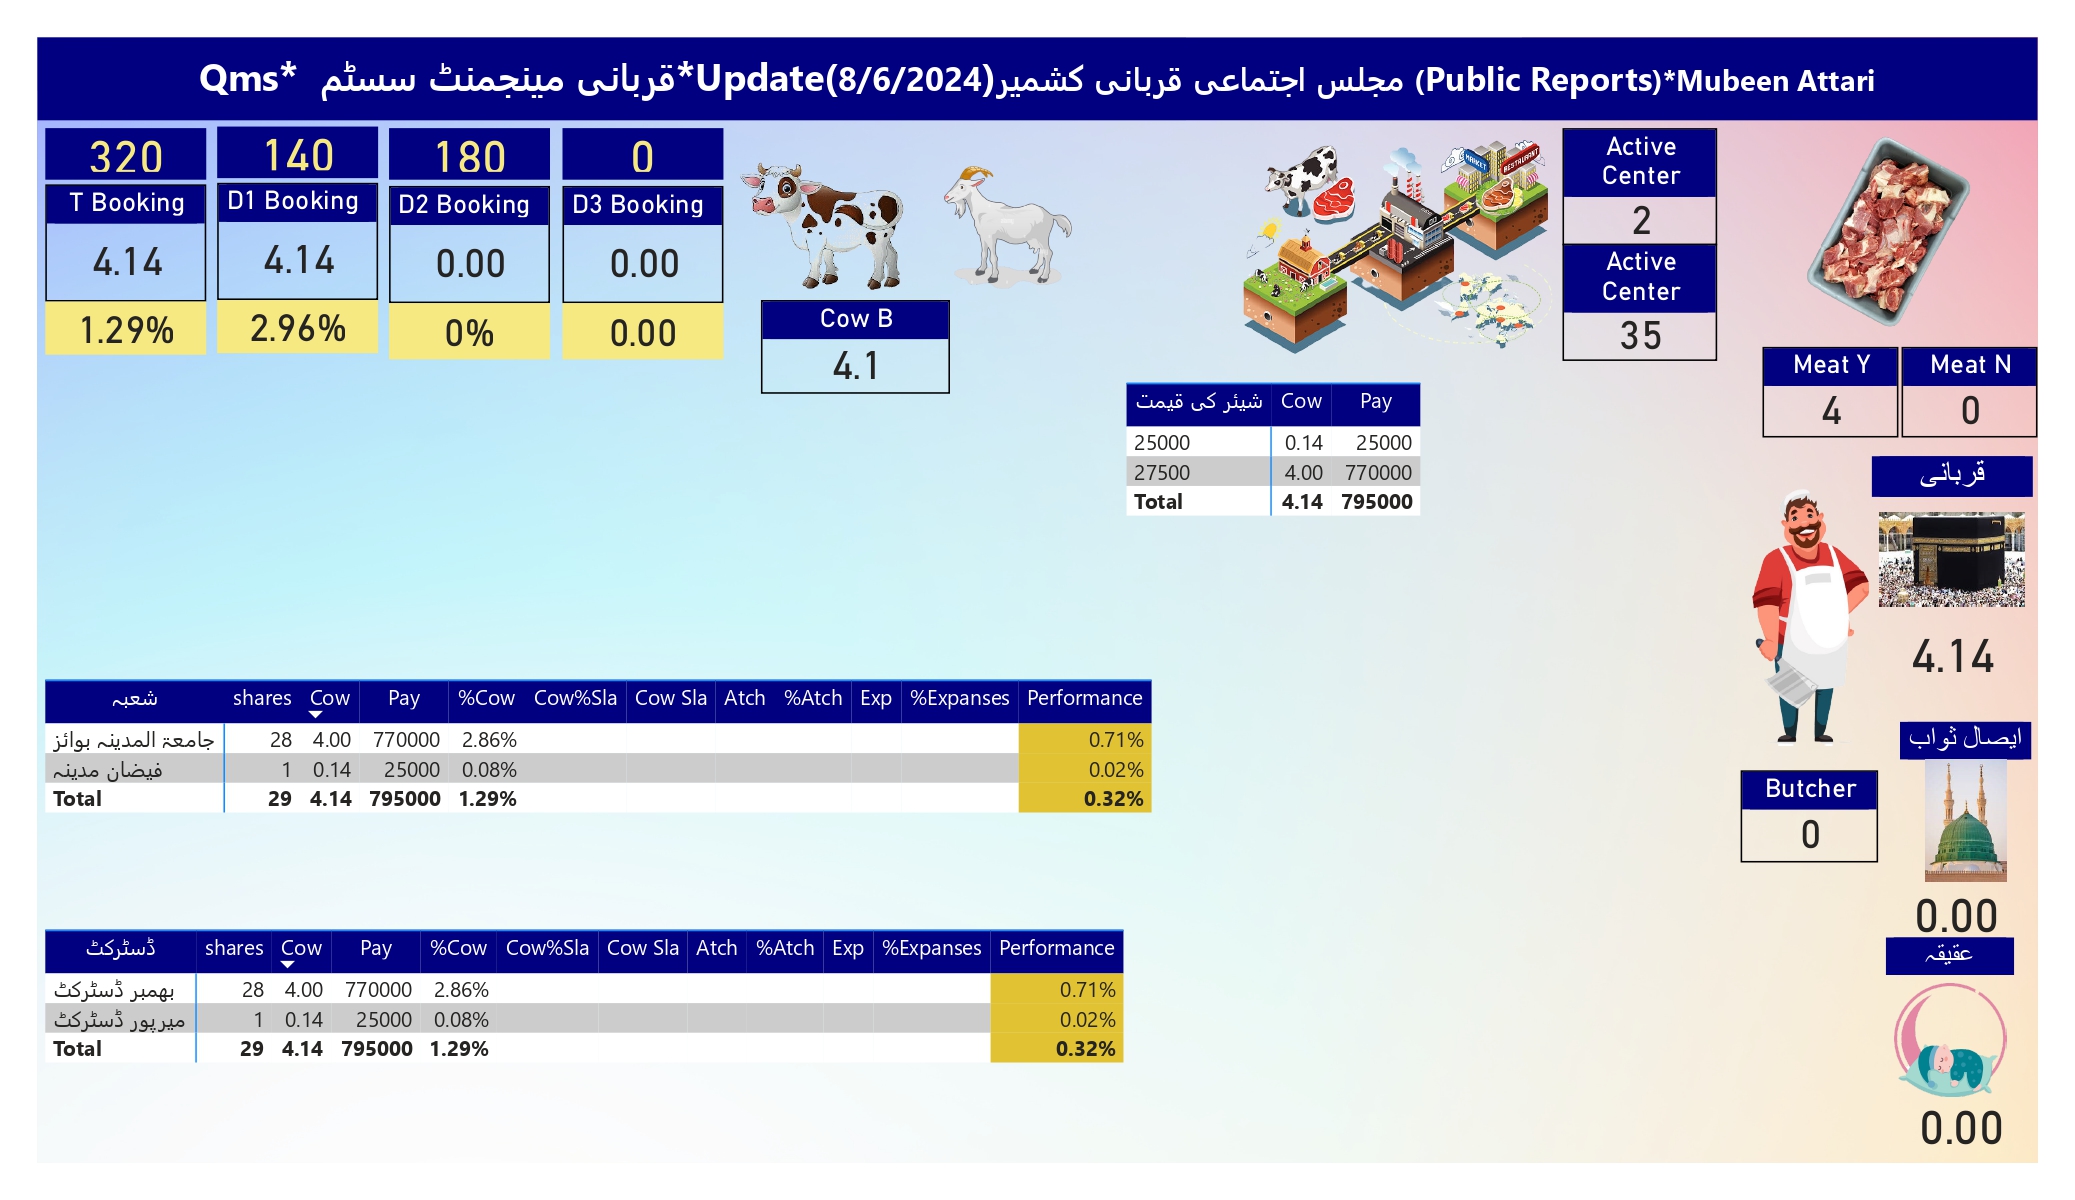 Qms* قربانی مینجمنٹ سسٹم*Update(8/6/2024)مجلس اجتماعی قربانی کشمیر (Public Reports)*Mubeen Attari
320
T Booking
4.14
1.29%
140
D1 Booking
4.14
2.96%
180
D2 Booking
0.00
0%
0
D3 Booking
0.00
0.00
Cow B
4.1
MARKET
RESTAURANT
Active
Center
2
Active
Center
35
Meat Y
4
Meat N
0
شیئر کی قیمت Cow Pay
25000 0.14 25000
27500 4.00 770000
Total 4.14 795000
قربانی
4.14
ایصال ثواب
0.00
عقیقہ
0.00
Butcher
0
شعبہ shares Cow Pay %Cow Cow%Sla Cow Sla Atch %Atch Exp %Expanses Performance
جامعۃ المدینہ بوائز 28 4.00 770000 2.86% 0.71%
فیضان مدینہ 1 0.14 25000 0.08% 0.02%
Total 29 4.14 795000 1.29% 0.32%
ڈسٹرکٹ shares Cow Pay %Cow Cow%Sla Cow Sla Atch %Atch Exp %Expanses Performance
بھمبر ڈسٹرکٹ 28 4.00 770000 2.86% 0.71%
میرپور ڈسٹرکٹ 1 0.14 25000 0.08% 0.02%
Total 29 4.14 795000 1.29% 0.32%